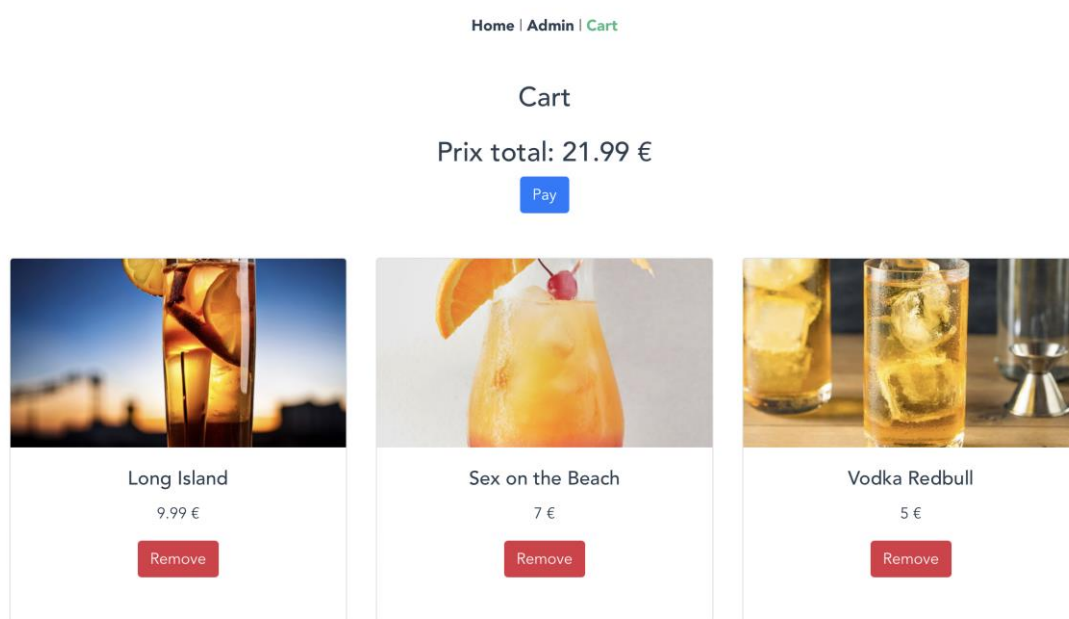 Home | Admin | Cart
Cart
Prix total: 21.99 €
Pay
Long Island
9.99 €
Remove
Sex on the Beach
7 €
Remove
Vodka Redbull
5 €
Remove